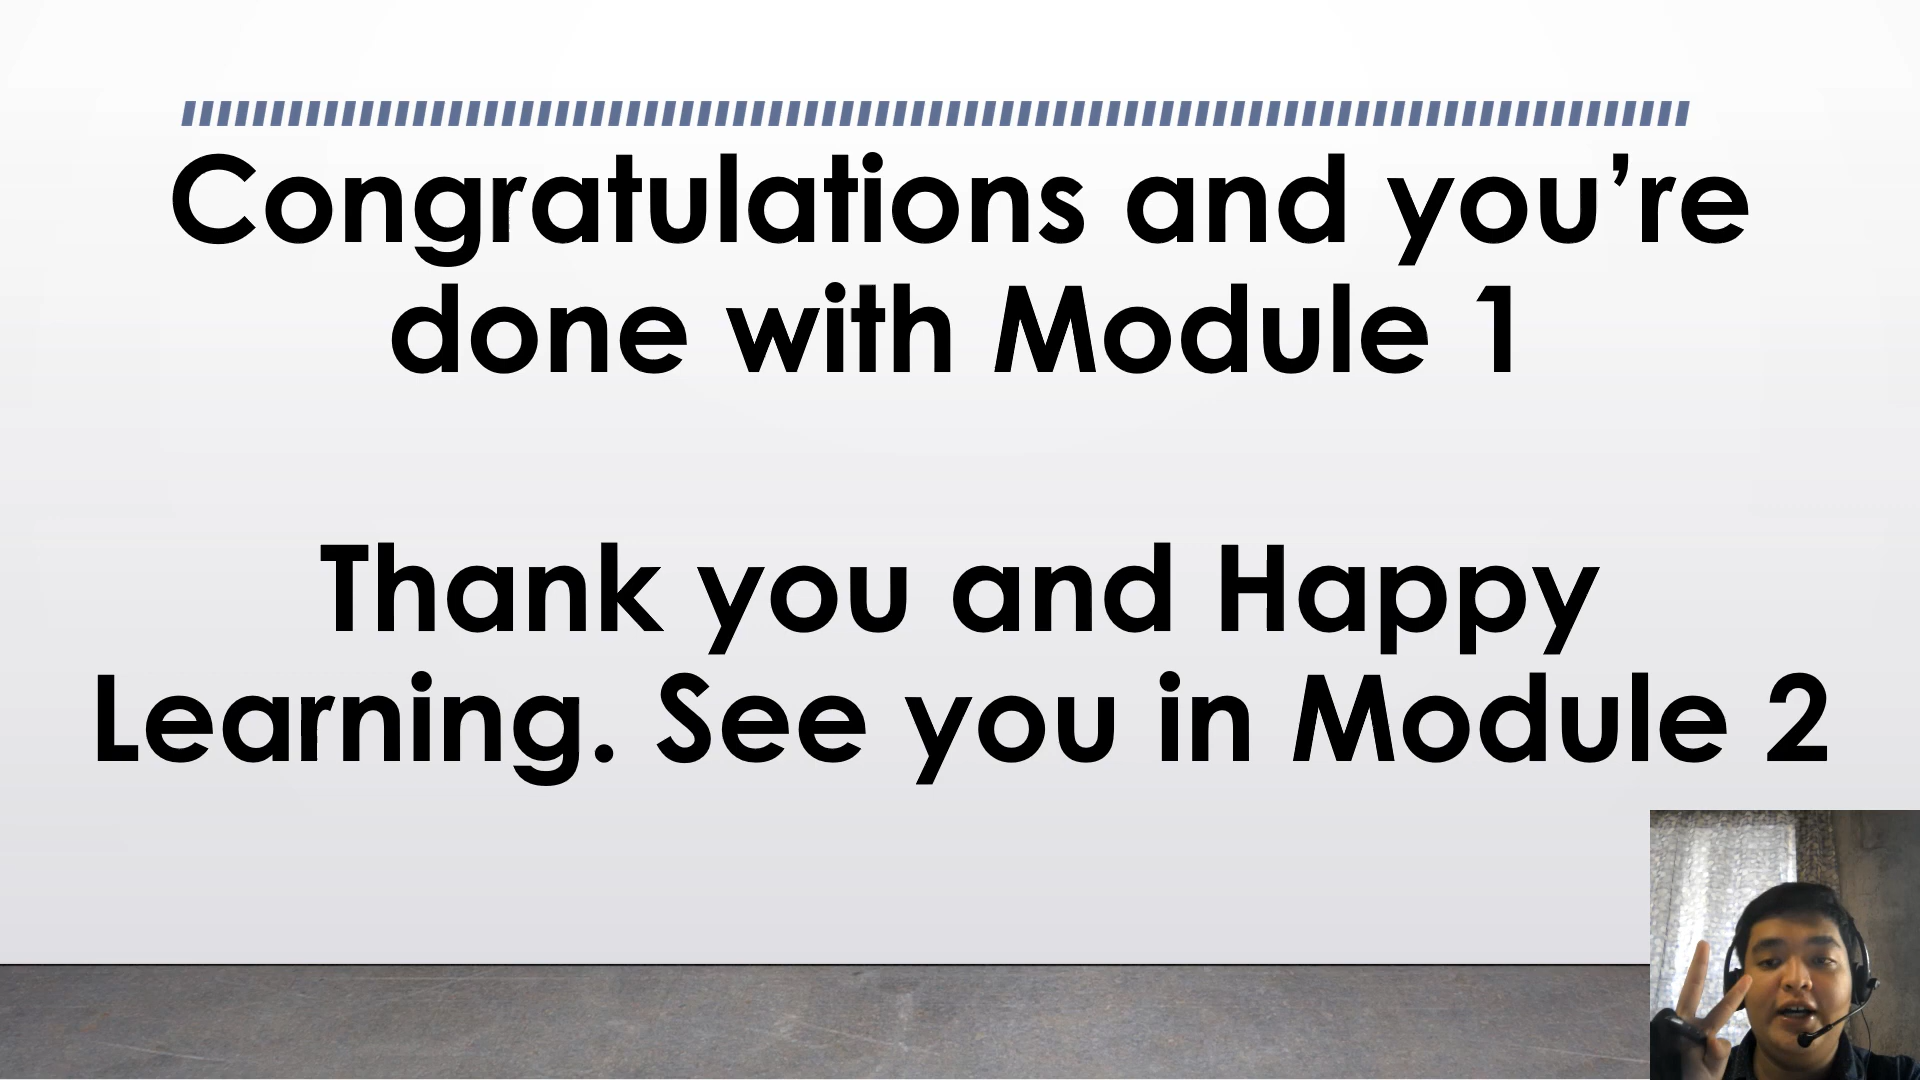 Congratulations and you’re
done with Module 1
Thank you and Happy
Learning. See you in Module 2